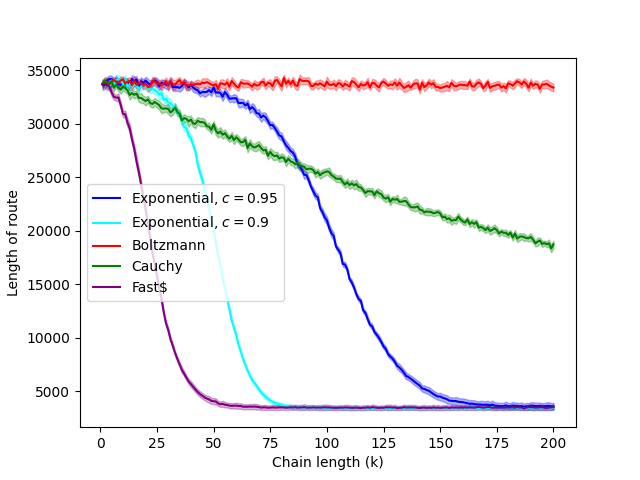 35000
30000
25000
20000
15000
10000
5000
Length of route
Exponential, c = 0.95
Exponential, c = 0.9
Boltzmann
Cauchy
Fast$
0 25 50 75 100 125 150 175 200
Chain length (k)